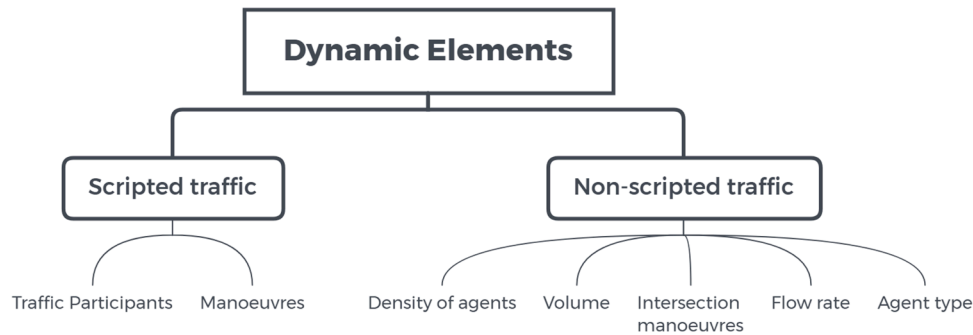 Dynamic Elements
Scripted traffic
Non-scripted traffic
Traffic Participants
Manoeuvres
Density of agents
Volume
Intersection
manoeuvres
Flow rate
Agent type